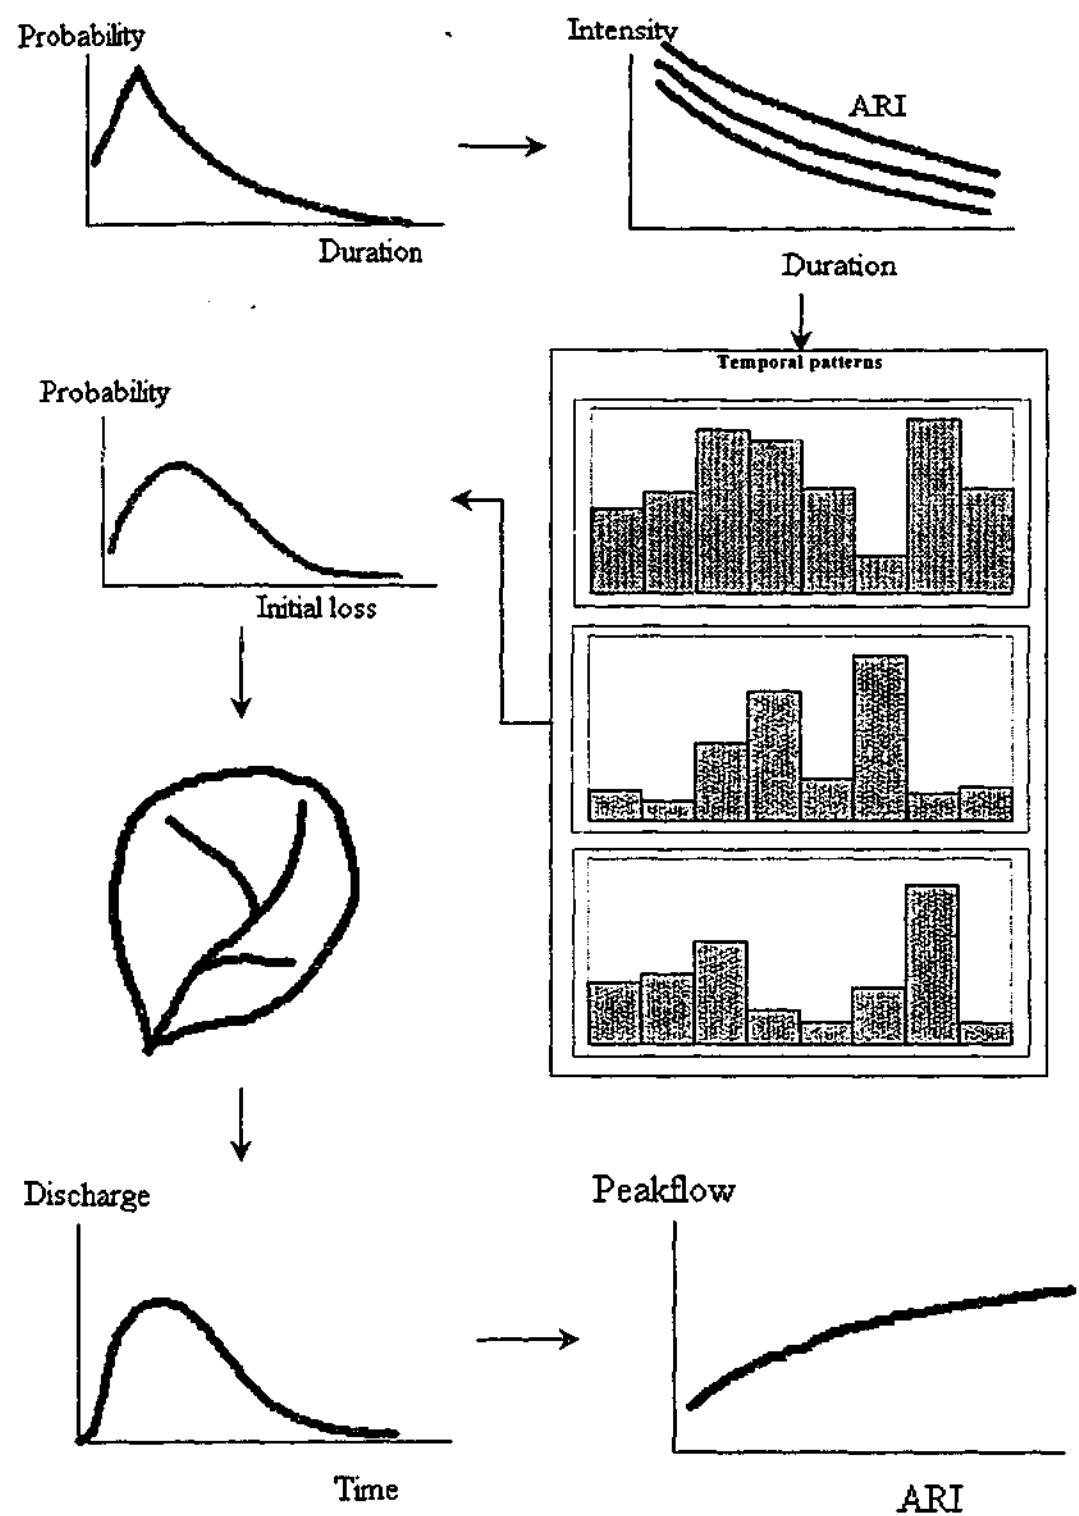 Probability
Intensity
ARI
Duration
Duration
Temporal patterns
Probability
Initial loss
Discharge
Peakflow
Time
ARI